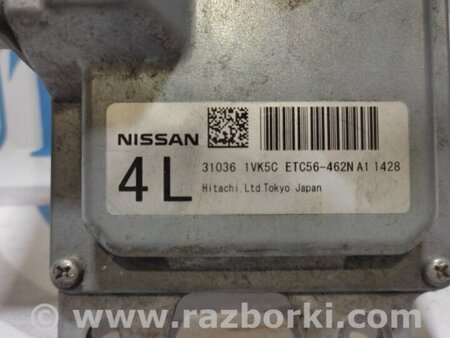 NISSAN
4L
31036 1VK5C ETC56-462N A1 1428
Hitachi.Ltd.Tokyo Japan
© www.razborki.com